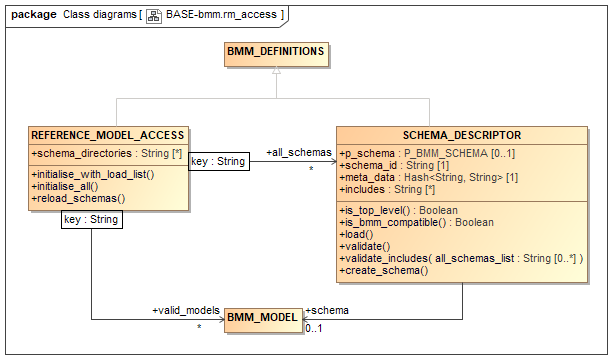 package Class diagrams [ BASE-bmm.rm_access ]
BMM_DEFINITIONS
REFERENCE_MODEL_ACCESS
+schema_directories : String [*]
+initialise_with_load_list()
+initialise_all()
+reload_schemas()
key : String
+all_schemas
*
SCHEMA_DESCRIPTOR
+p_schema : P_BMM_SCHEMA [0..1]
+schema_id : String [1]
+meta_data : Hash<String, String> [1]
+includes : String [*]
+is_top_level() : Boolean
+is_bmm_compatible() : Boolean
+load()
+validate()
+validate_includes( all_schemas_list : String [0..*] )
+create_schema()
key : String
+valid_models
*
BMM_MODEL
+schema
0..1